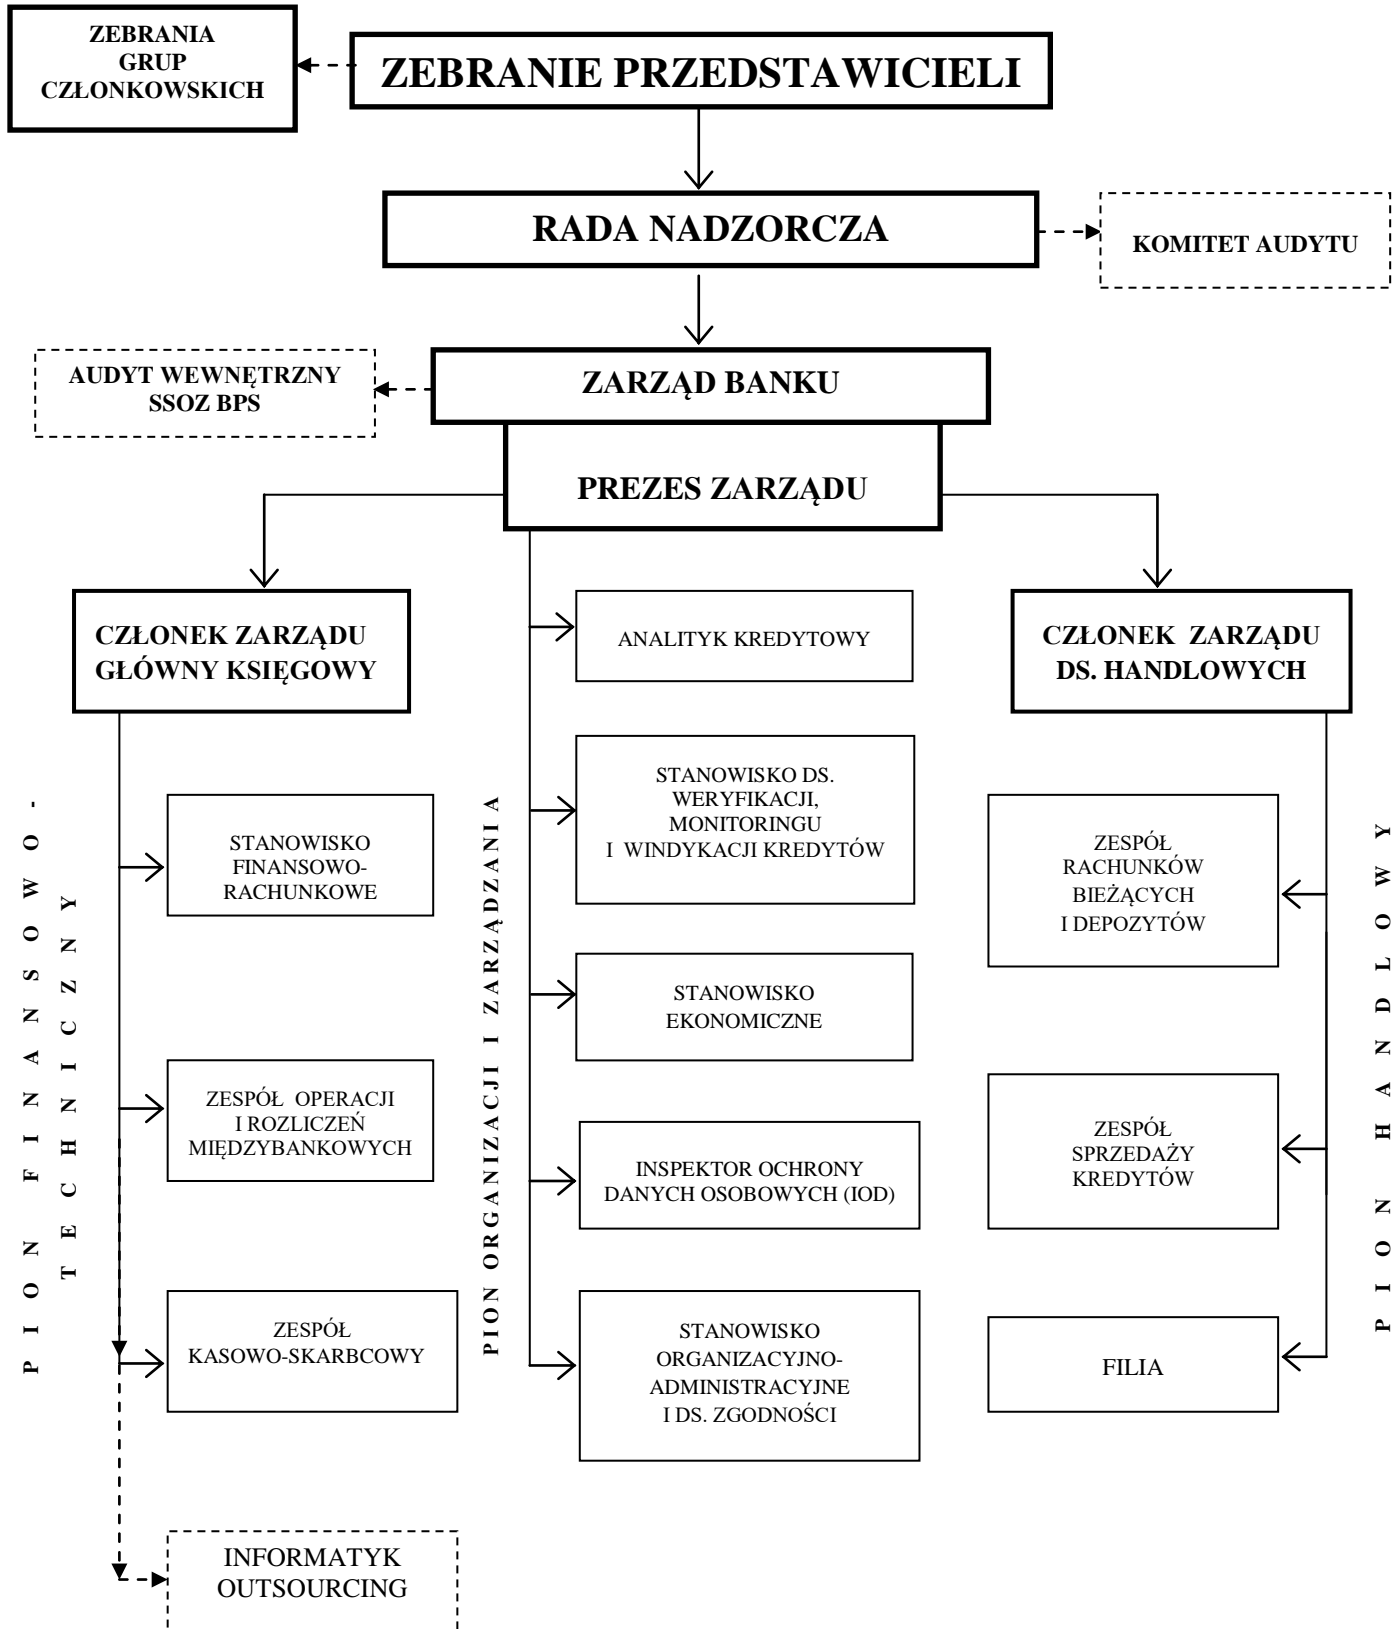 ZEBRANIA
GRUP
CZŁONKOWSKICH
ZEBRANIE PRZEDSTAWICIELI
RADA NADZORCZA
KOMITET AUDYTU
AUDYT WEWNĘTRZNY
SSOZ BPS
ZARZĄD BANKU
PREZES ZARZĄDU
CZŁONEK ZARZĄDU
GŁÓWNY KSIĘGOWY
CZŁONEK ZARZĄDU
DS. HANDLOWYCH
PION FINANSOWO-
TECHNICZNY
STANOWISKO
FINANSOWO-
RACHUNKOWE
ZESPÓŁ OPERACJI
I ROZLICZEŃ
MIĘDZYBANKOWYCH
ZESPÓŁ
KASOWO-SKARBCOWY
INFORMATYK
OUTSOURCING
PION ORGANIZACJI I ZARZĄDZANIA
ANALITYK KREDYTOWY
STANOWISKO DS.
WERYFIKACJI,
MONITORINGU
I WINDYKACJI KREDYTÓW
STANOWISKO
EKONOMICZNE
INSPEKTOR OCHRONY
DANYCH OSOBOWYCH (IOD)
STANOWISKO
ORGANIZACYJNO-
ADMINISTRACYJNE
I DS. ZGODNOŚCI
ZESPÓŁ
RACHUNKÓW
BIEŻĄCYCH
I DEPOZYTÓW
ZESPÓŁ
SPRZEDAŻY
KREDYTÓW
FILIA
PION HANDLOWY